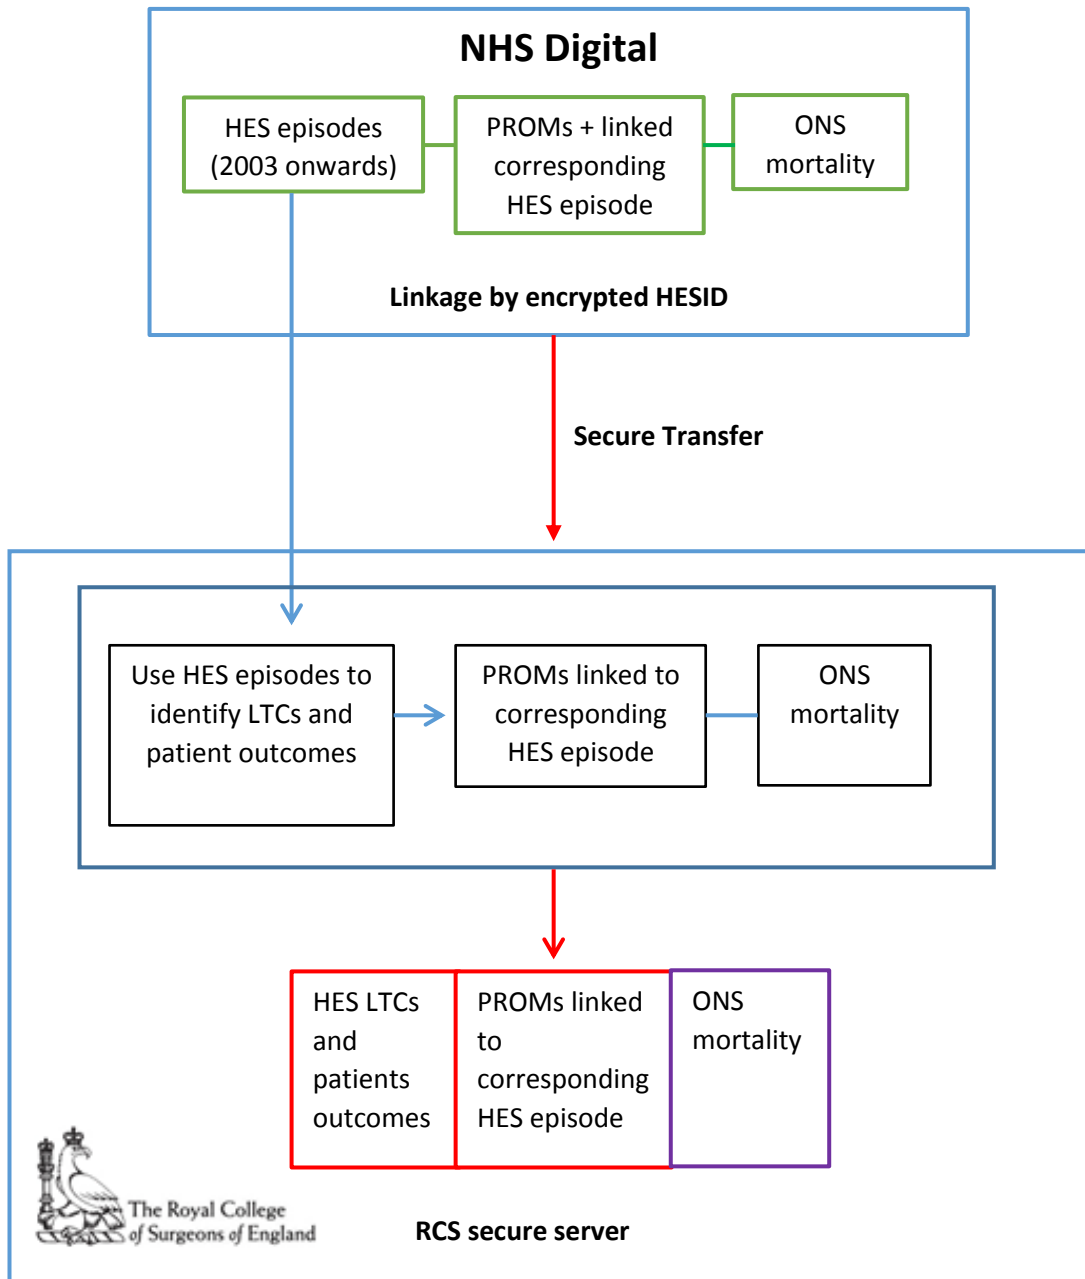 NHS Digital
HES episodes
(2003 onwards)
PROMs + linked
corresponding
HES episode
ONS
mortality
Linkage by encrypted HESID
Secure Transfer
Use HES episodes to
identify LTCs and
patient outcomes
PROMs linked to
corresponding
HES episode
ONS
mortality
HES LTCs
and
patients
outcomes
PROMs linked
to
corresponding
HES episode
ONS
mortality
The Royal College
of Surgeons of England
RCS secure server